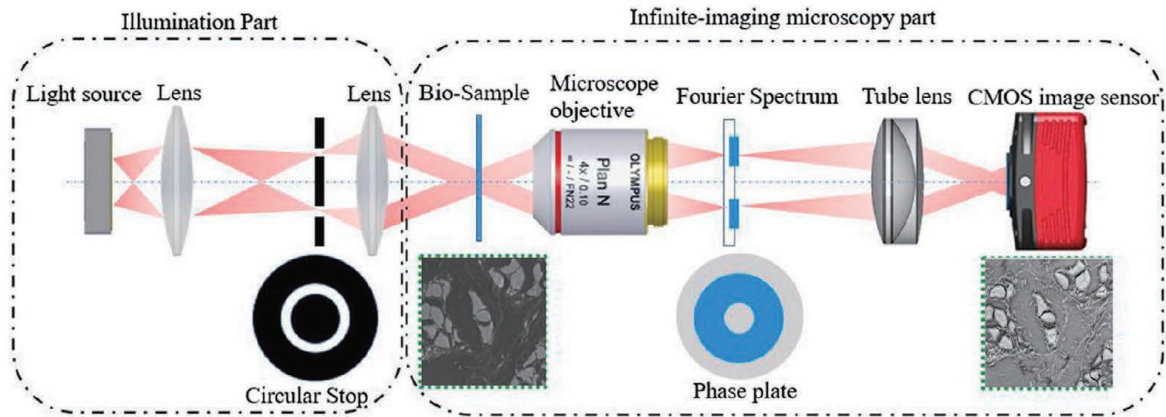 Illumination Part
Infinite-imaging microscopy part
Light source
Lens
Lens
Bio-Sample
Microscope
objective
Fourier Spectrum
Tube lens
CMOS image sensor
OLYMPUS
Plan N
4x / 0.10
∞ / - / FN22
Circular Stop
Phase plate